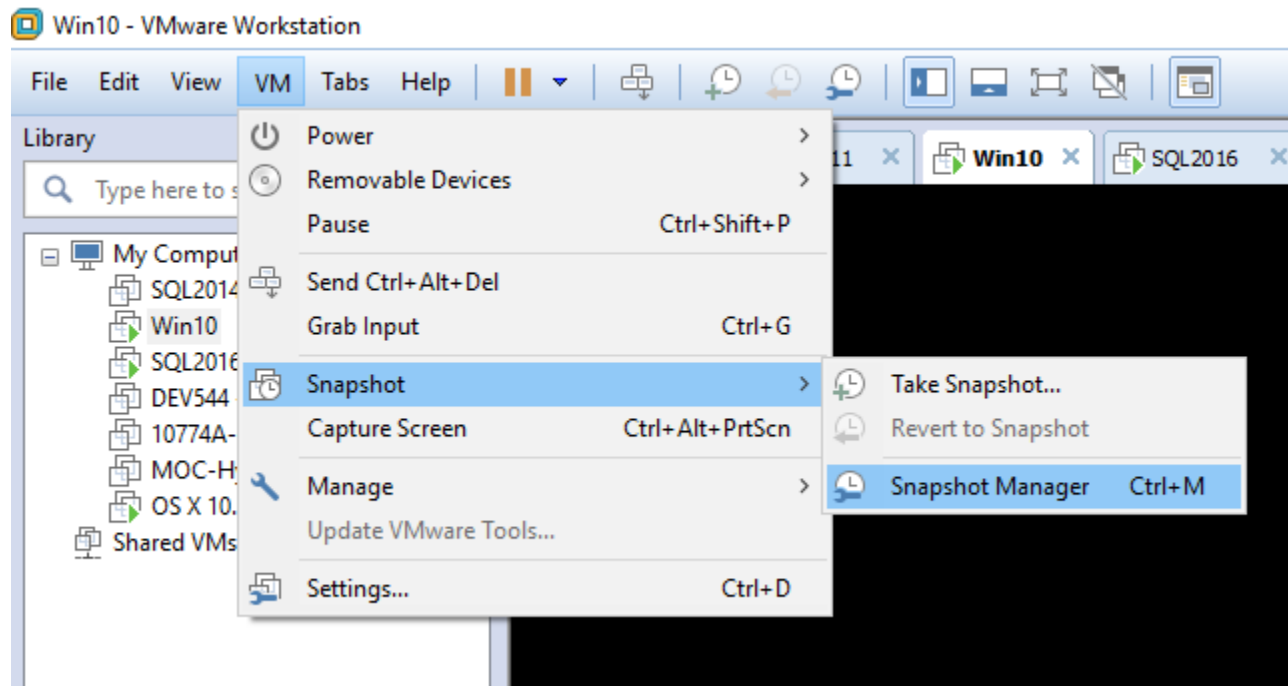 Win10 - VMware Workstation
File Edit View VM Tabs Help
Library
11 Win10 SQL2016
Type here to s
My Comput
SQL2014
Win10
SQL2016
DEV544
10774A-
MOC-Hy
OS X 10.
Shared VMs
Power
Removable Devices
Pause Ctrl+Shift+P
Send Ctrl+Alt+Del
Grab Input Ctrl+G
Snapshot
Capture Screen Ctrl+Alt+PrtScn
Manage
Update VMware Tools...
Settings... Ctrl+D
Take Snapshot...
Revert to Snapshot
Snapshot Manager Ctrl+M